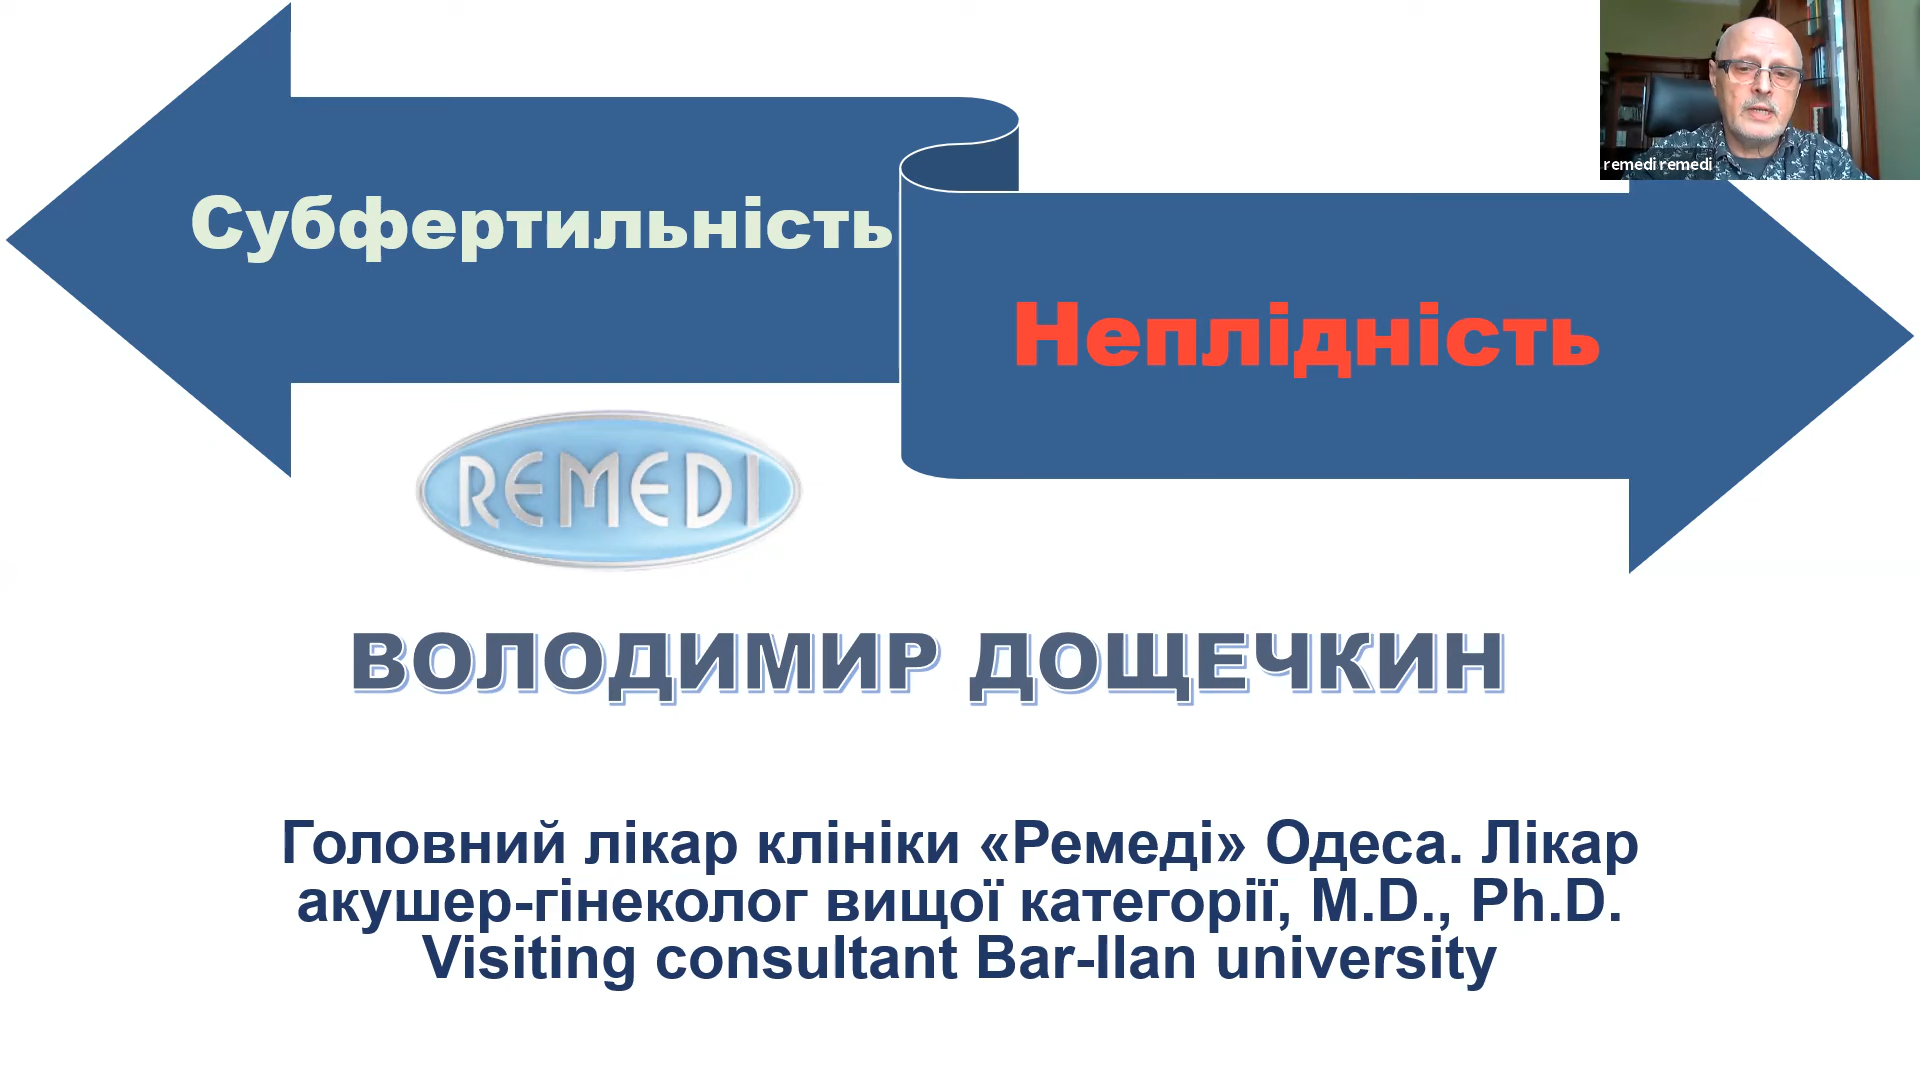 Субфертильність
Неплідність
remedi remedi
REMEDI
ВОЛОДИМИР ДОЩЕЧКИН
Головний лікар клініки «Ремеді» Одеса. Лікар
акушер-гінеколог вищої категорії, M.D., Ph.D.
Visiting consultant Bar-Ilan university